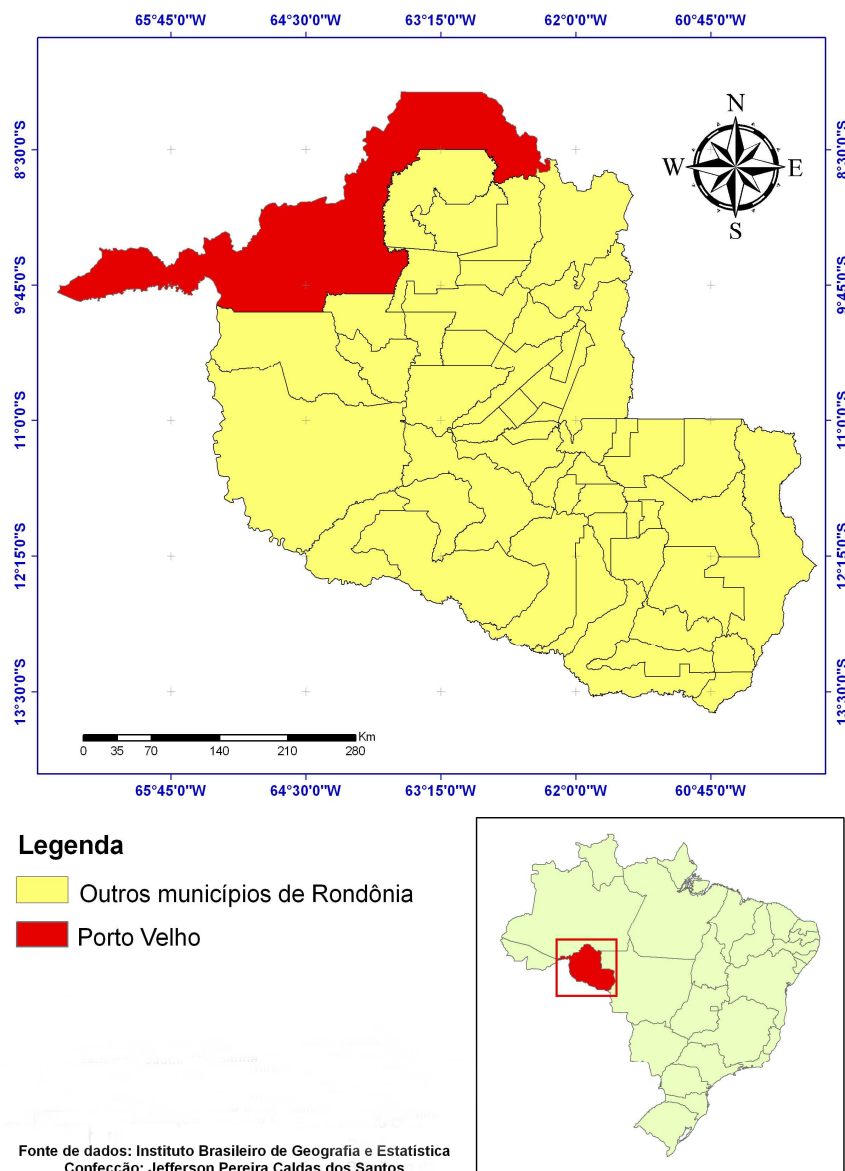 65°45'0"W 64°30'0"W 63°15'0"W 62°0'0"W 60°45'0"W
8°30'0"S 8°30'0"S
9°45'0"S 9°45'0"S
11°0'0"S 11°0'0"S
12°15'0"S 12°15'0"S
13°30'0"S 13°30'0"S
N
W E
S
Km
0 35 70 140 210 280
65°45'0"W 64°30'0"W 63°15'0"W 62°0'0"W 60°45'0"W
Legenda
Outros municípios de Rondônia
Porto Velho
Fonte de dados: Instituto Brasileiro de Geografia e Estatística
Confecção: Jefferson Pereira Caldas dos Santos